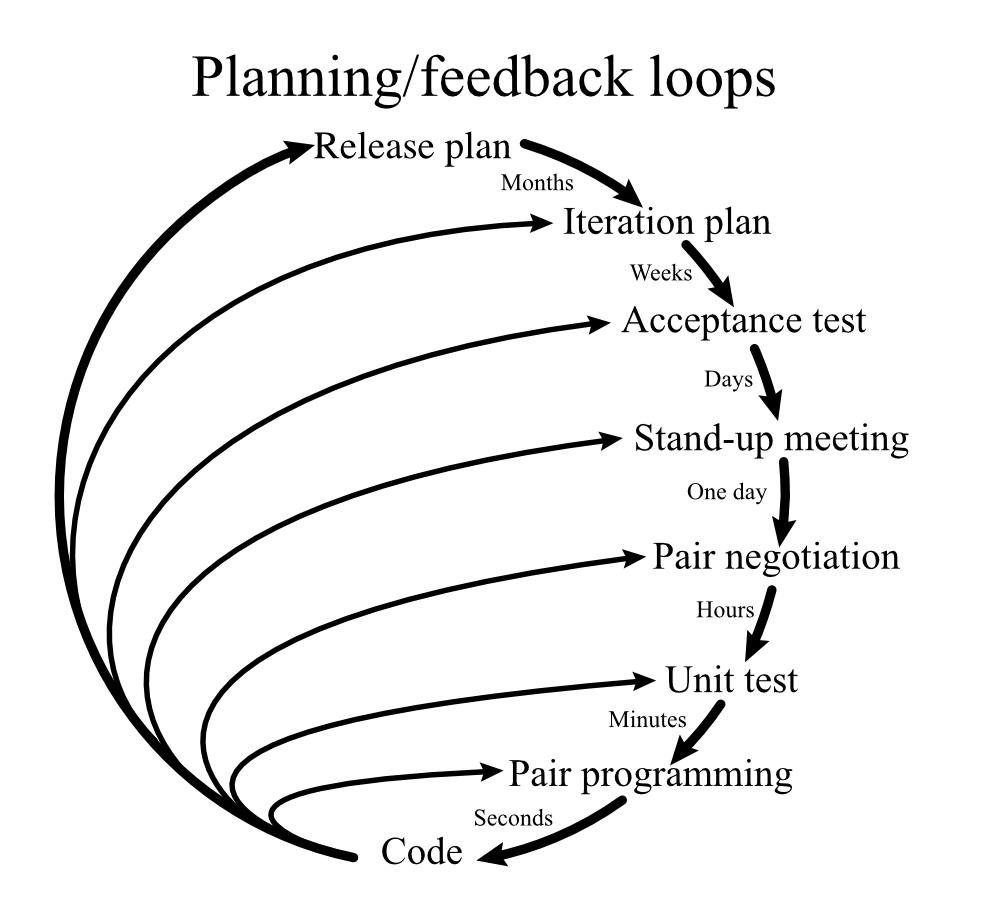 Planning/feedback loops
Release plan
Months
Iteration plan
Weeks
Acceptance test
Days
Stand-up meeting
One day
Pair negotiation
Hours
Unit test
Minutes
Pair programming
Seconds
Code